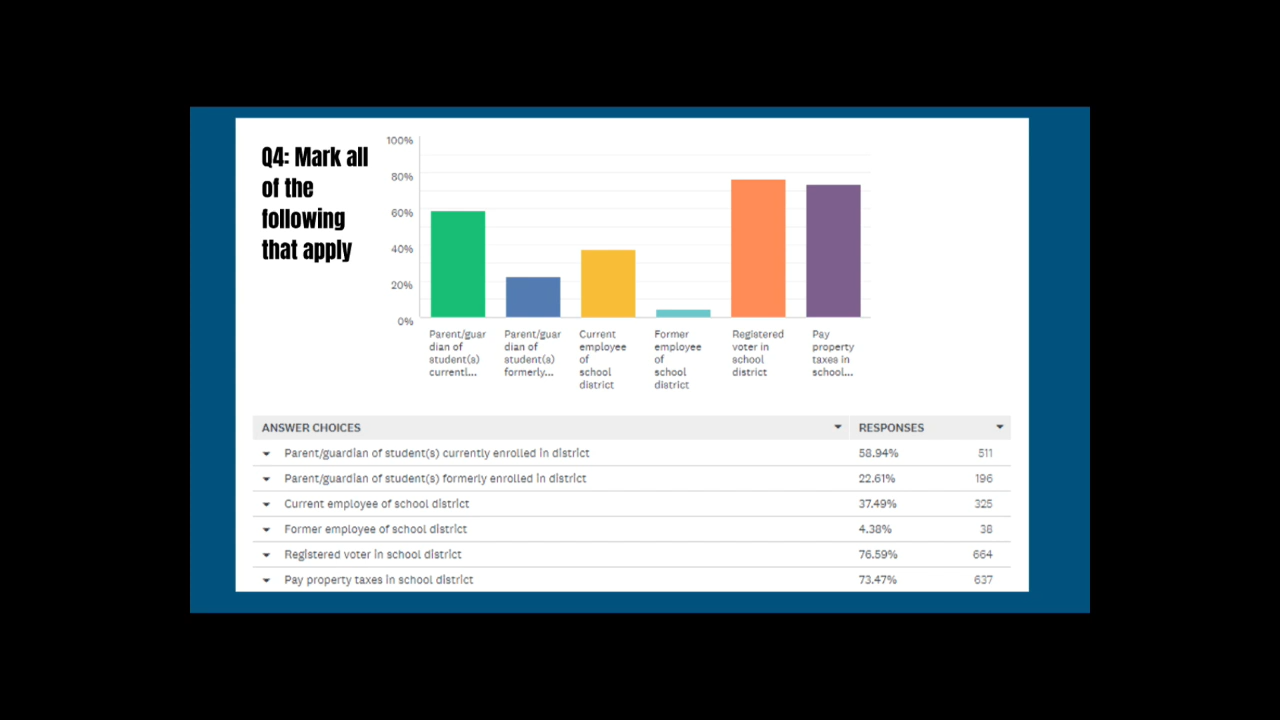 Q4: Mark all
of the
following
that apply
100%
80%
60%
40%
20%
0%
Parent/guar
dian of
student(s)
currentl...
Parent/guar
dian of
student(s)
formerly...
Current
employee
of
school
district
Former
employee
of
school
district
Registered
voter in
school
district
Pay
property
taxes in
school...
ANSWER CHOICES RESPONSES
Parent/guardian of student(s) currently enrolled in district 58.94% 511
Parent/guardian of student(s) formerly enrolled in district 22.61% 196
Current employee of school district 37.49% 325
Former employee of school district 4.38% 38
Registered voter in school district 76.59% 664
Pay property taxes in school district 73.47% 637